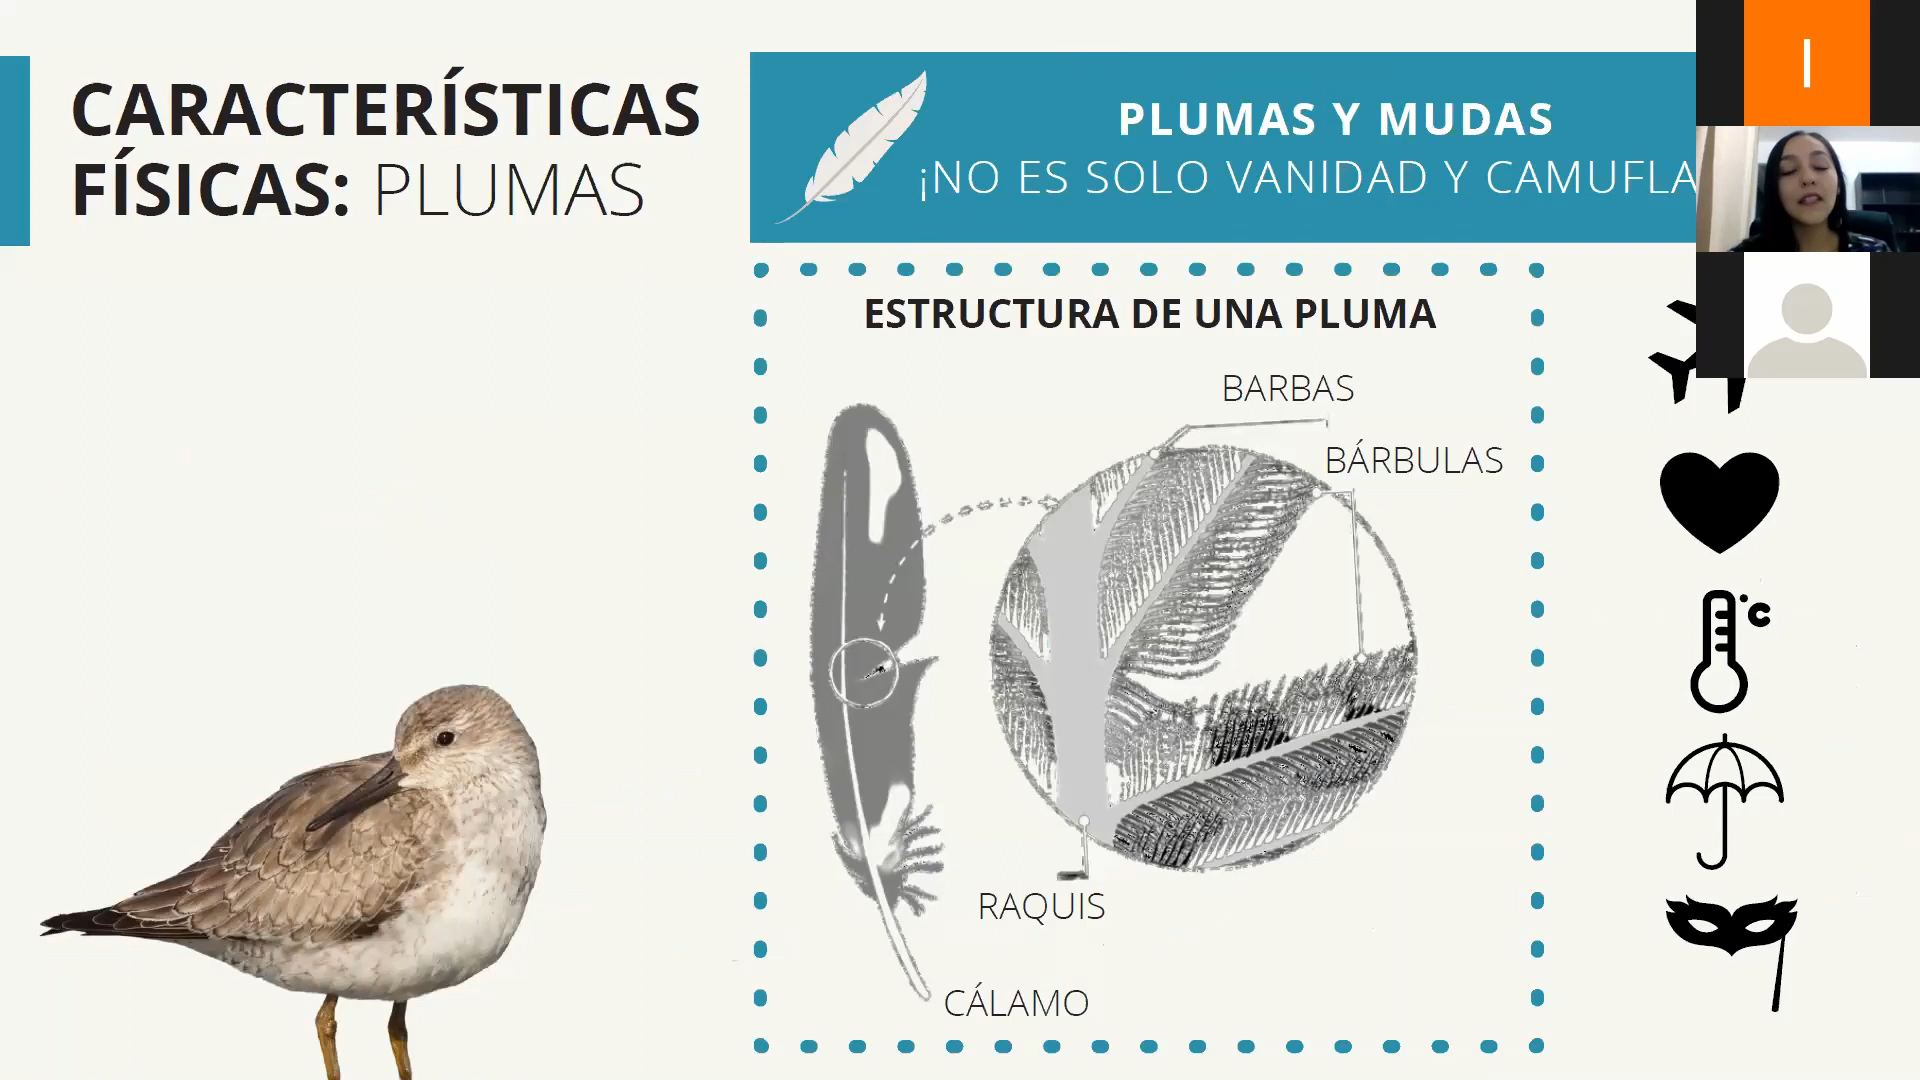 CARACTERÍSTICAS
FÍSICAS: PLUMAS
PLUMAS Y MUDAS
¡NO ES SOLO VANIDAD Y CAMUFLA
I
ESTRUCTURA DE UNA PLUMA
BARBAS
BÁRBULAS
RAQUIS
CÁLAMO
°C